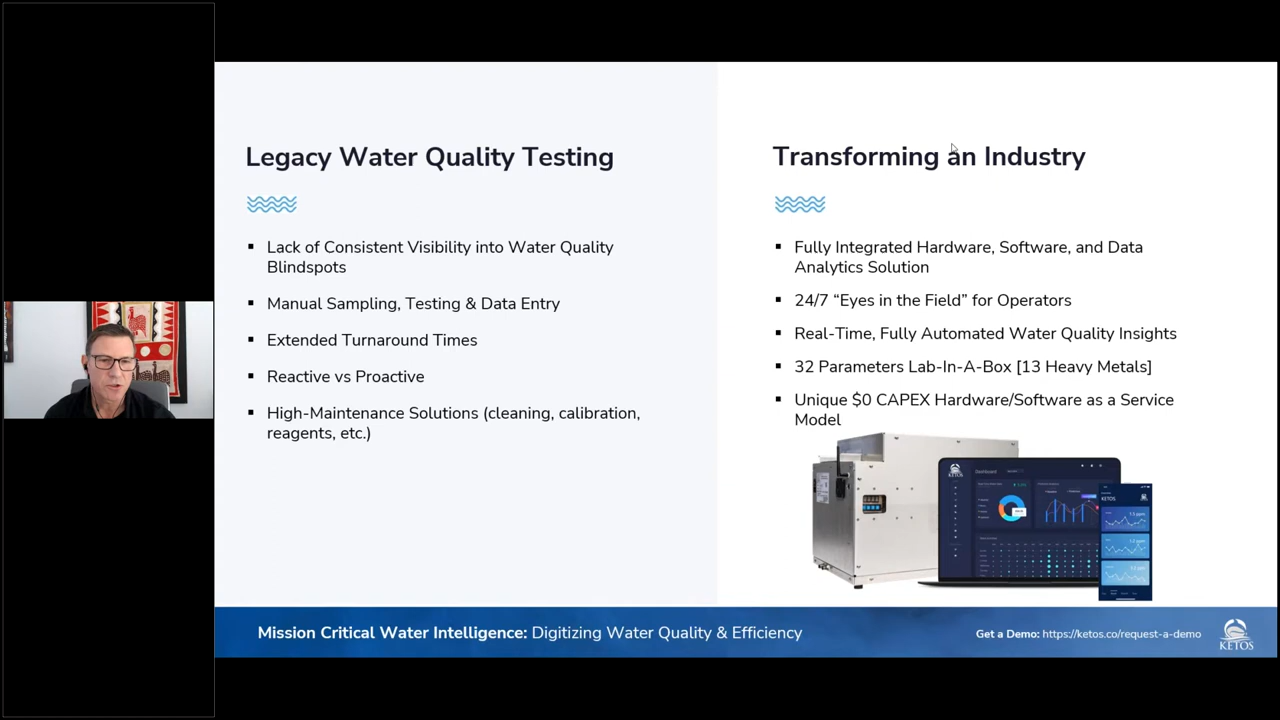 Legacy Water Quality Testing
▪ Lack of Consistent Visibility into Water Quality
Blindspots
▪ Manual Sampling, Testing & Data Entry
▪ Extended Turnaround Times
▪ Reactive vs Proactive
▪ High-Maintenance Solutions (cleaning, calibration,
reagents, etc.)
Transforming an Industry
▪ Fully Integrated Hardware, Software, and Data
Analytics Solution
▪ 24/7 “Eyes in the Field” for Operators
▪ Real-Time, Fully Automated Water Quality Insights
▪ 32 Parameters Lab-In-A-Box [13 Heavy Metals]
▪ Unique $0 CAPEX Hardware/Software as a Service
Model
Dashboard
KETOS
Mission Critical Water Intelligence: Digitizing Water Quality & Efficiency
Get a Demo: https://ketos.co/request-a-demo
KETOS